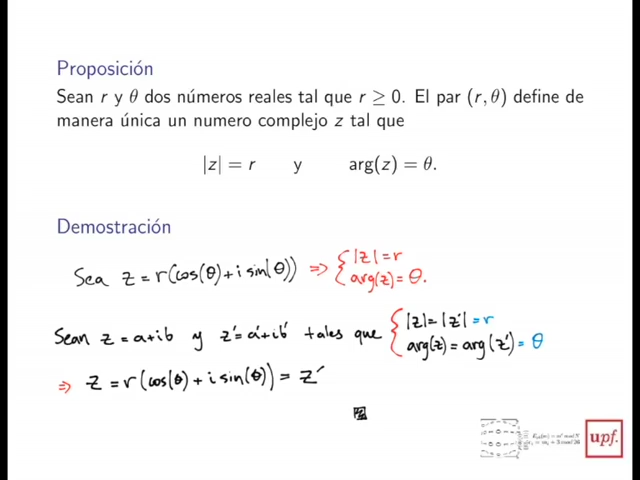 Proposición
Sean r y θ dos números reales tal que r ≥ 0. El par (r, θ) define de
manera única un numero complejo z tal que
|z| = r y arg(z) = θ.
Demostración
Sea z = r(cos(θ) + i sin(θ)) ⇒ { |z| = r
arg(z) = θ.
Sean z = a+ib y z' = a'+ib' tales que { |z| = |z'| = r
arg(z) = arg(z') = θ
⇒ z = r(cos(θ) + i sin(θ)) = z'
upf.